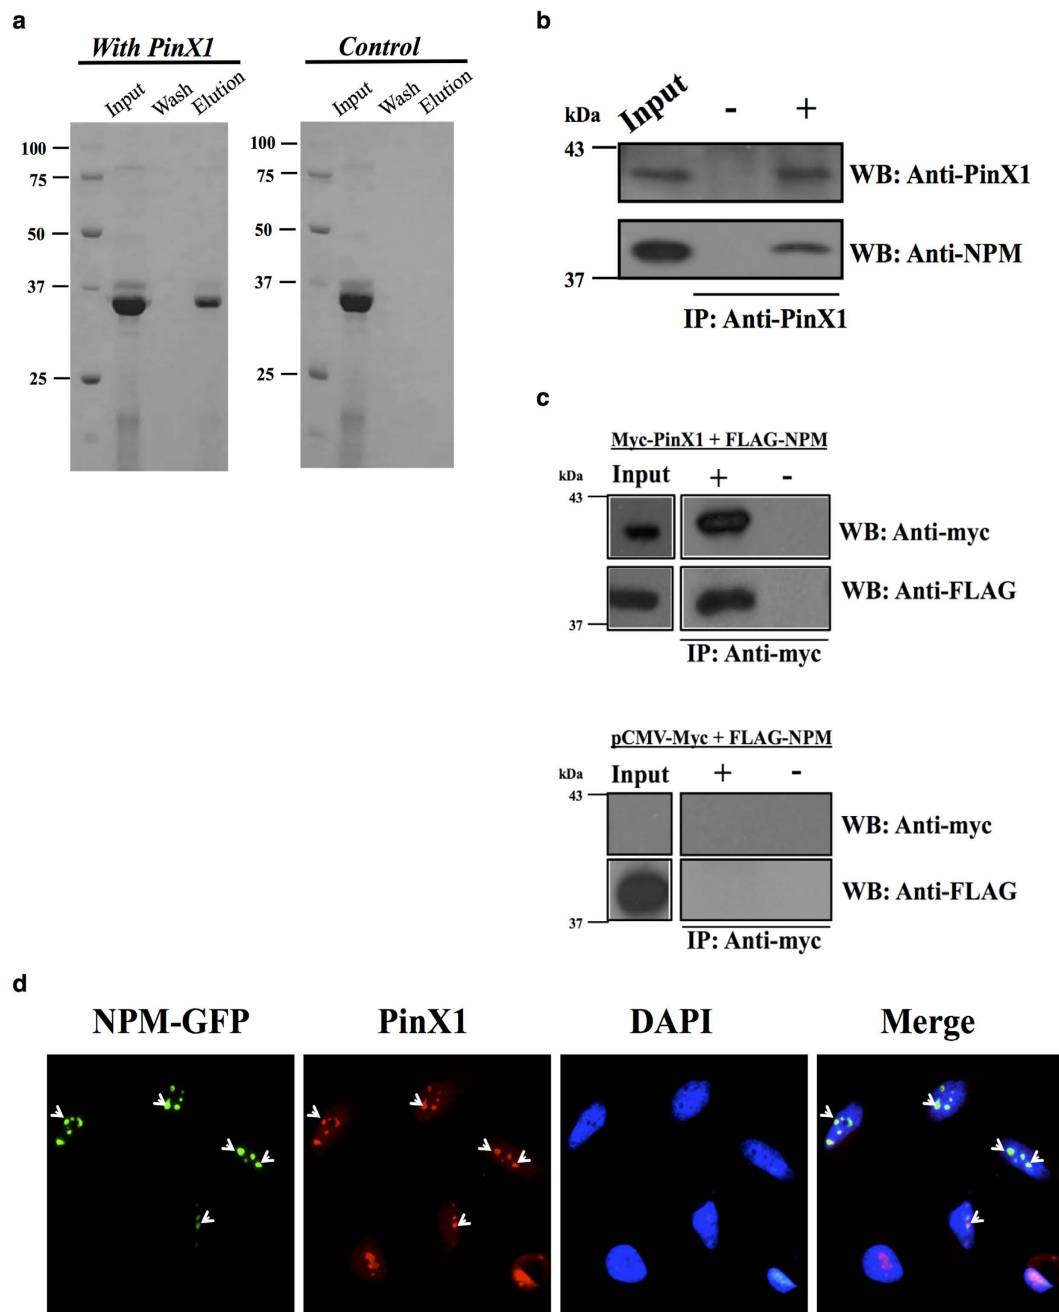 a
With PinX1
Control
Input Wash Elution
Input Wash Elution
100
75
50
37
25
100
75
50
37
25
b
kDa Input - +
43
WB: Anti-PinX1
WB: Anti-NPM
37
IP: Anti-PinX1
c
Myc-PinX1 + FLAG-NPM
kDa Input + -
43
WB: Anti-myc
WB: Anti-FLAG
37
IP: Anti-myc
pCMV-Myc + FLAG-NPM
kDa Input + -
43
WB: Anti-myc
WB: Anti-FLAG
37
IP: Anti-myc
d
NPM-GFP PinX1 DAPI Merge